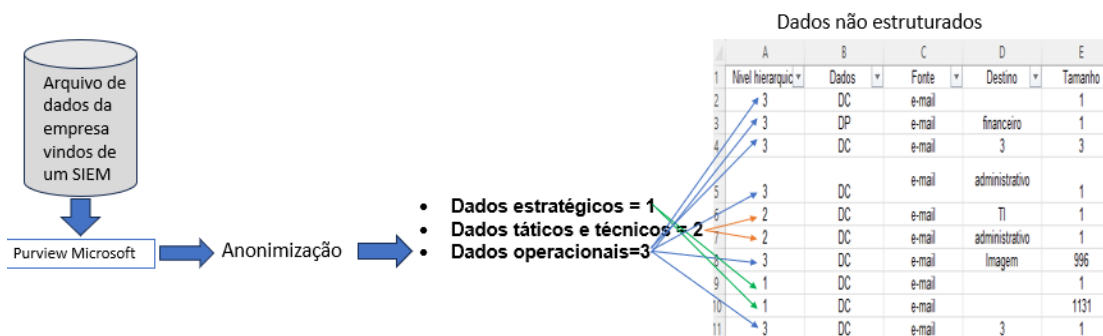 Dados não estruturados
Arquivo de
dados da
empresa
vindos de
um SIEM
Purview Microsoft
Anonimização
• Dados estratégicos = 1
• Dados táticos e técnicos = 2
• Dados operacionais=3
A B C D E
1 Nivel hierarquic Dados Fonte Destino Tamanho
2 3 DC e-mail 1
3 3 DP e-mail financeiro 1
4 3 DC e-mail 3 3
5 3 DC e-mail administrativo 1
6 2 DC e-mail TI 1
7 2 DC e-mail administrativo 1
8 3 DC e-mail Imagem 996
9 1 DC e-mail 1
10 1 DC e-mail 1131
11 3 DC e-mail 3 1